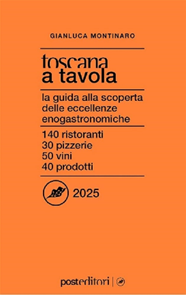 GIANLUCA MONTINARO
toscana
a tavola
la guida alla scoperta
delle eccellenze
enogastronomiche
140 ristoranti
30 pizzerie
50 vini
40 prodotti
2025
posteditori